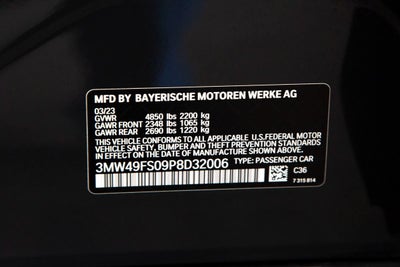 MFD BY BAYERISCHE MOTOREN WERKE AG
03/23
GVWR 4850 lbs 2200 kg
GAWR FRONT 2348 lbs 1065 kg
GAWR REAR 2690 lbs 1220 kg
THIS VEHICLE CONFORMS TO ALL APPLICABLE U.S.FEDERAL MOTOR
VEHICLE SAFETY, BUMPER, AND THEFT PREVENTION STANDARDS
IN EFFECT ON THE DATE OF MANUFACTURE SHOWN ABOVE.
3MW49FS09P8D32006 TYPE: PASSENGER CAR
C36
7 315 814